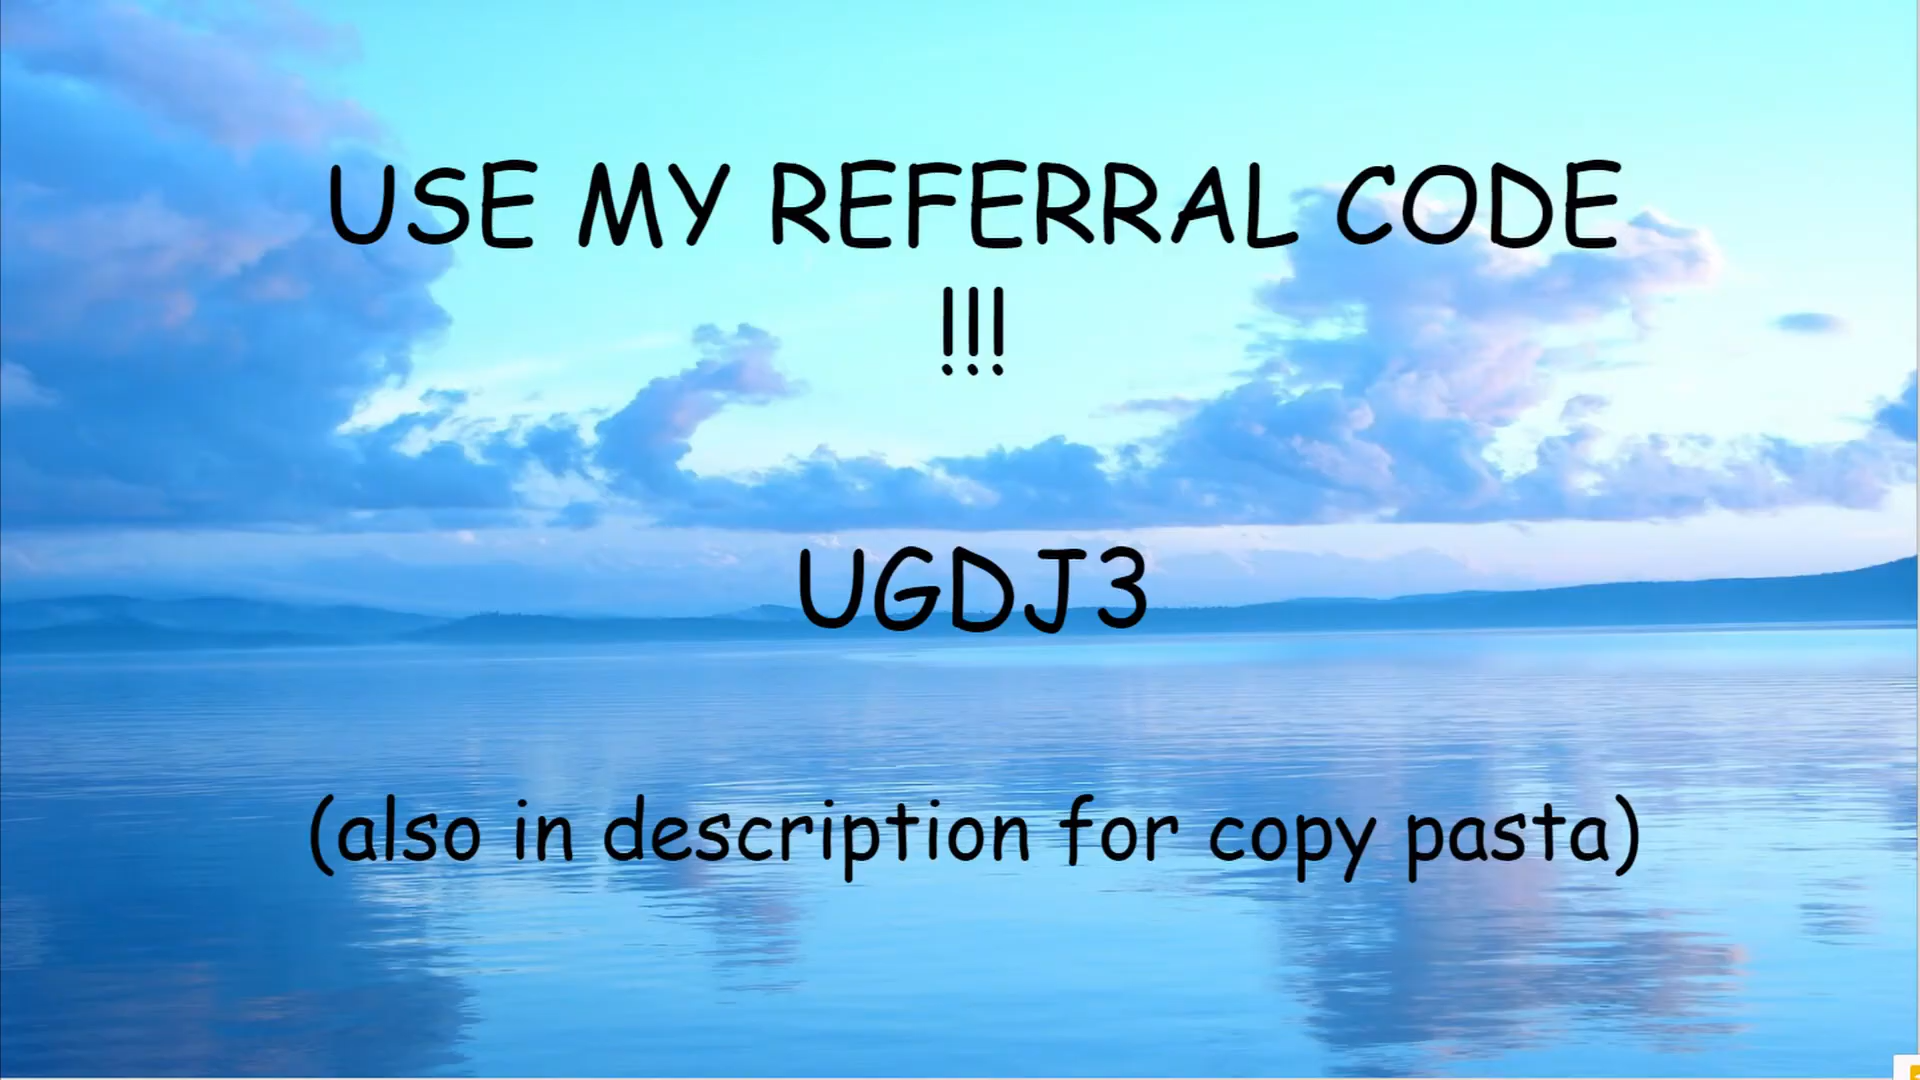 USE MY REFERRAL CODE
!!!
UGDJ3
(also in description for copy pasta)